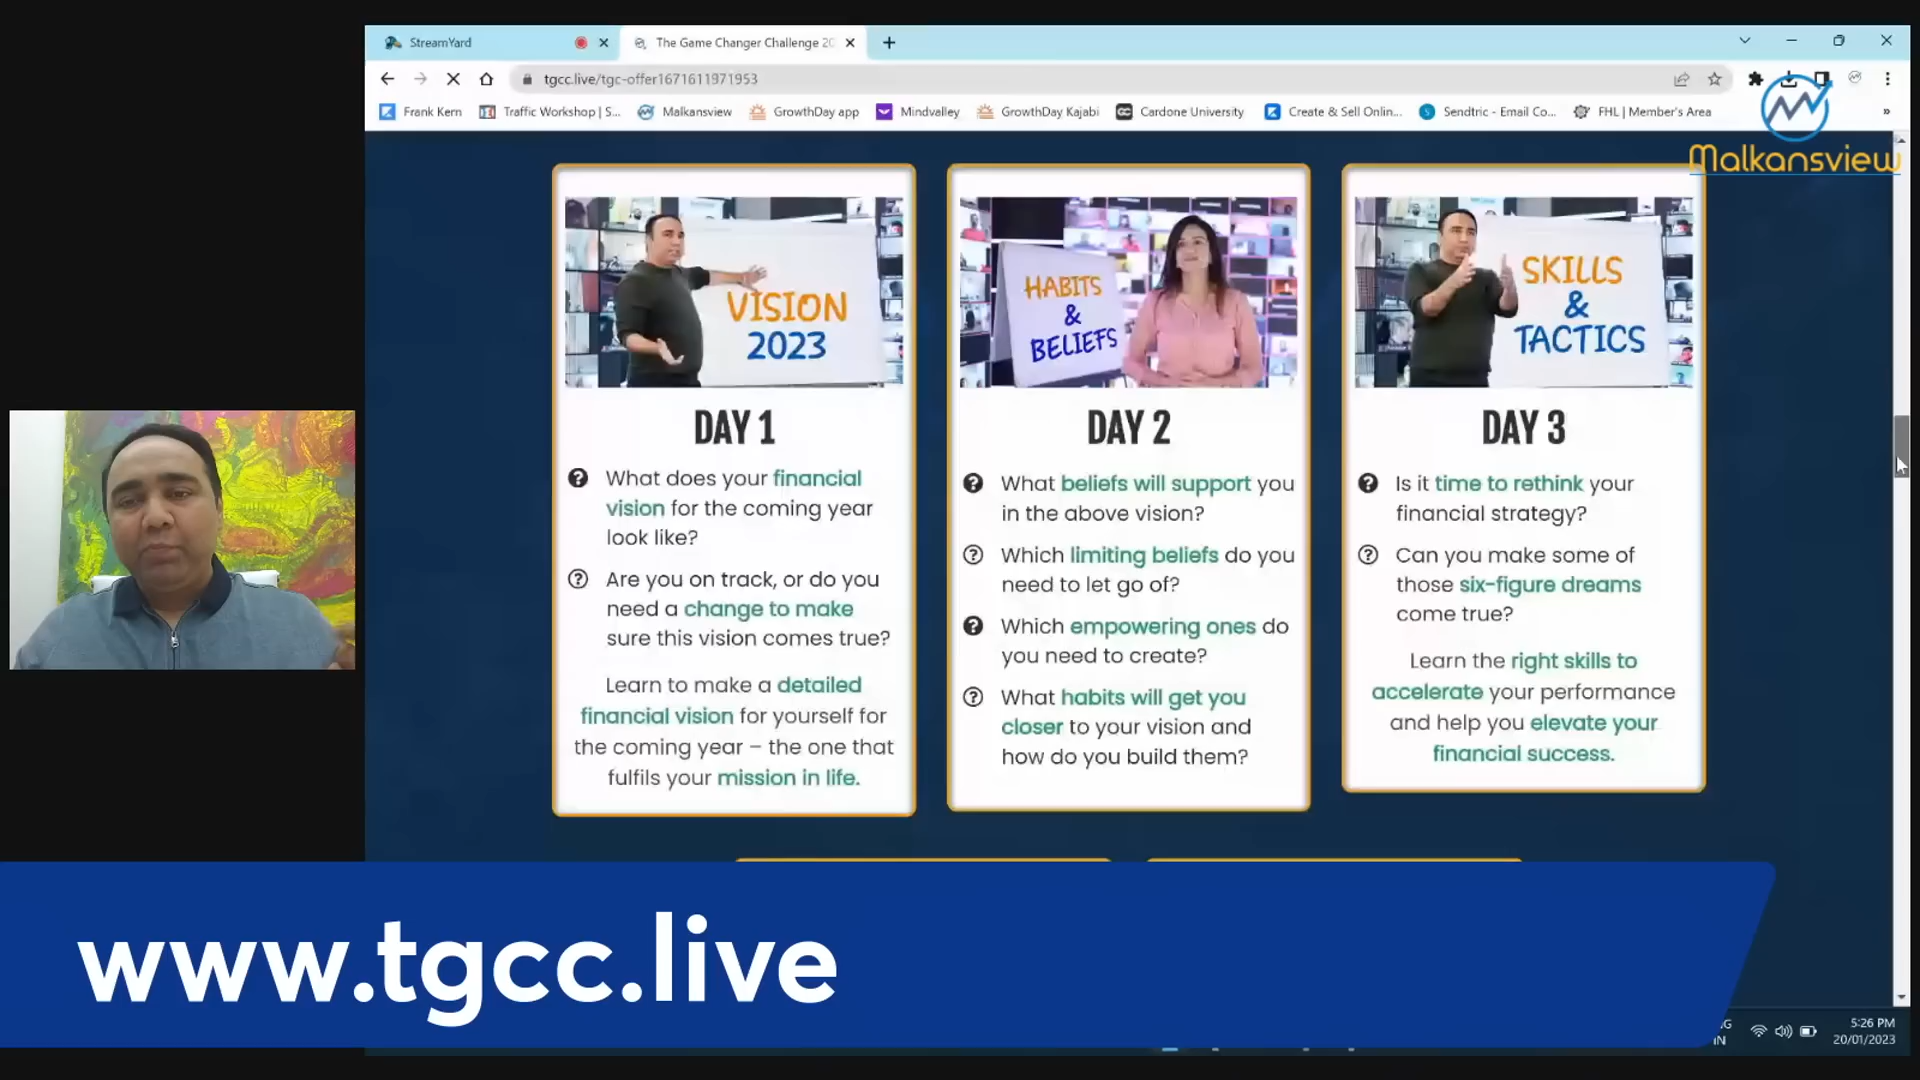 StreamYard
The Game Changer Challenge 20
tgcc.live/tgc-offer1671611971953
Frank Kern
Traffic Workshop | S...
Malkansview
GrowthDay app
Mindvalley
GrowthDay Kajabi
Cardone University
Create & Sell Onlin...
Sendtric - Email Co...
FHL | Member's Area
»
Malkansview
VISION
2023
DAY 1
What does your financial
vision for the coming year
look like?
Are you on track, or do you
need a change to make
sure this vision comes true?
Learn to make a detailed
financial vision for yourself for
the coming year – the one that
fulfils your mission in life.
HABITS
&
BELIEFS
DAY 2
What beliefs will support you
in the above vision?
Which limiting beliefs do you
need to let go of?
Which empowering ones do
you need to create?
What habits will get you
closer to your vision and
how do you build them?
SKILLS
&
TACTICS
DAY 3
Is it time to rethink your
financial strategy?
Can you make some of
those six-figure dreams
come true?
Learn the right skills to
accelerate your performance
and help you elevate your
financial success.
www.tgcc.live
IN
5:26 PM
20/01/2023